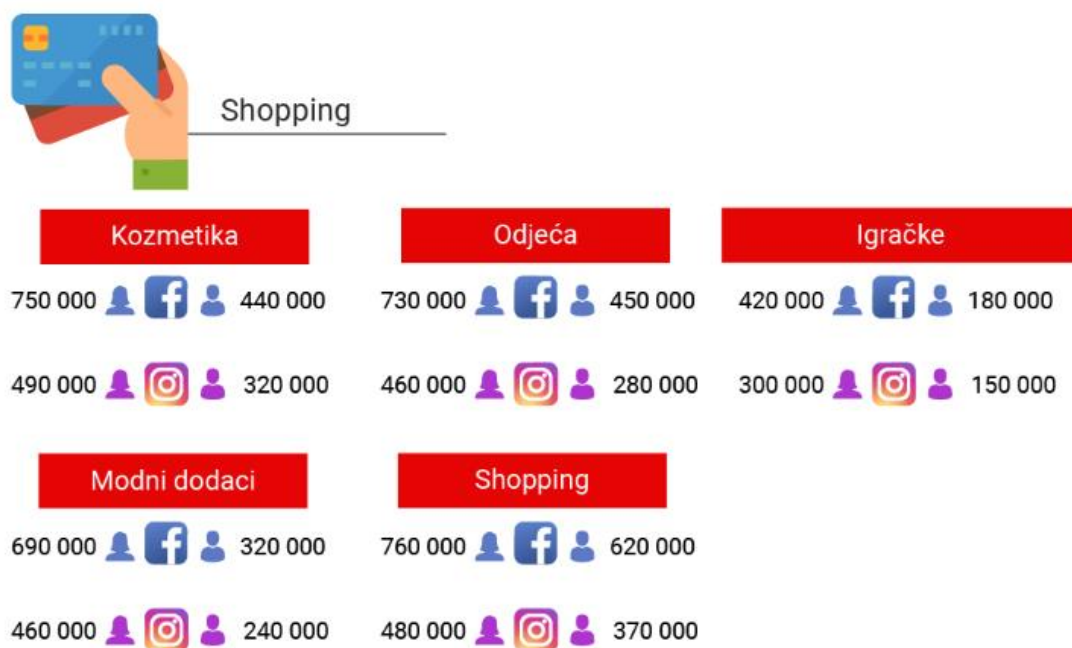 Shopping
Kozmetika
750 000 440 000
490 000 320 000
Odjeća
730 000 450 000
460 000 280 000
Igračke
420 000 180 000
300 000 150 000
Modni dodaci
690 000 320 000
460 000 240 000
Shopping
760 000 620 000
480 000 370 000